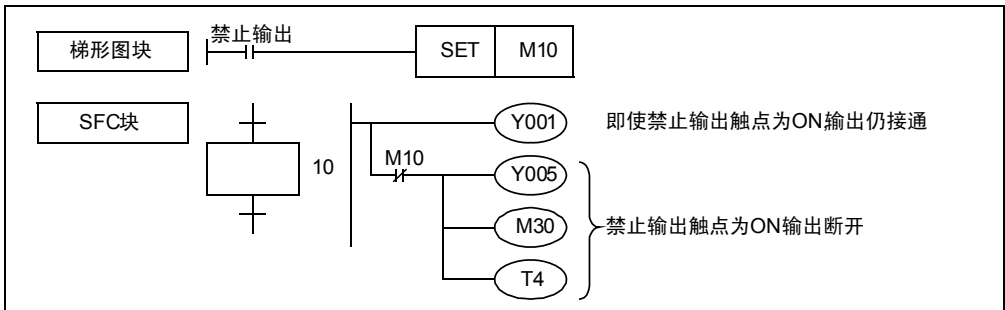 禁止输出
梯形图块
SET M10
SFC块
Y001 即使禁止输出触点为ON输出仍接通
10
M10
Y005
M30 禁止输出触点为ON输出断开
T4